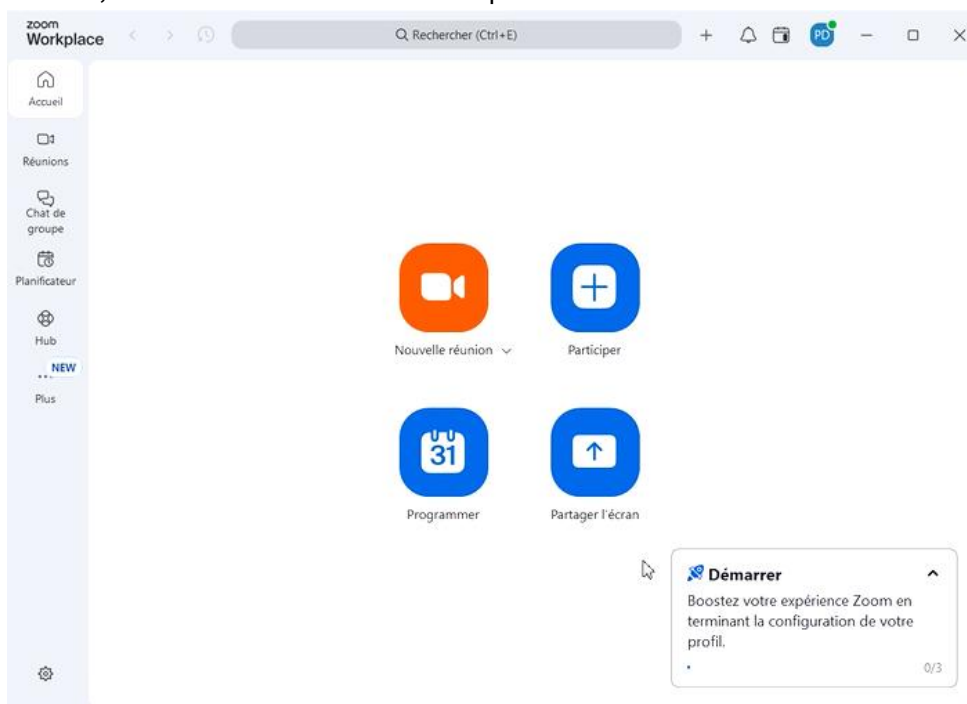 zoom
Workplace
Rechercher (Ctrl+E)
PD
Accueil
Réunions
Chat de
groupe
Planificateur
Hub
NEW
Plus
Nouvelle réunion
Participer
31
Programmer
Partager l'écran
Démarrer
Boostez votre expérience Zoom en
terminant la configuration de votre
profil.
0/3